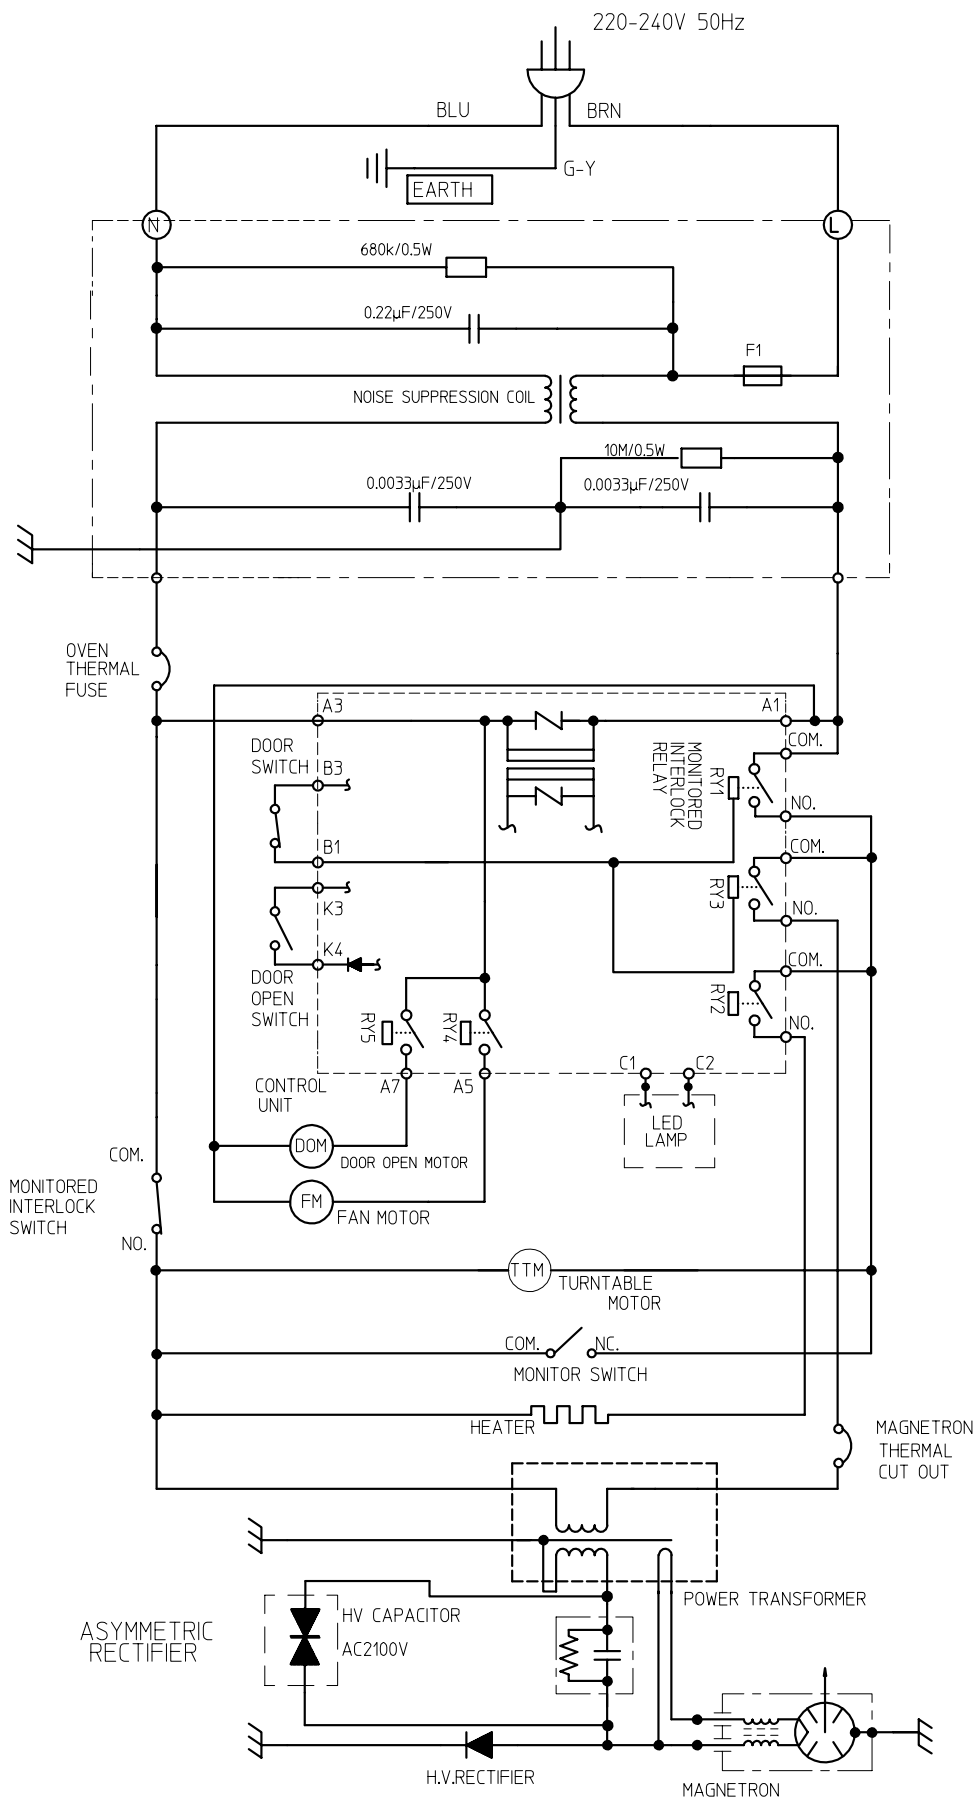 220-240V 50Hz
BLU
BRN
G-Y
EARTH
N
L
680k/0.5W
0.22µF/250V
F1
NOISE SUPPRESSION COIL
10M/0.5W
0.0033µF/250V
0.0033µF/250V
OVEN
THERMAL
FUSE
A3
A1
COM.
DOOR
SWITCH
B3
MONITORED
INTERLOCK
RELAY
RY1
NO.
B1
COM.
K3
RY3
NO.
K4
COM.
DOOR
OPEN
SWITCH
RY2
NO.
RY5
RY4
C1
C2
CONTROL
UNIT
A7
A5
LED
LAMP
DOM
DOOR OPEN MOTOR
COM.
MONITORED
INTERLOCK
SWITCH
NO.
FM
FAN MOTOR
TTM
TURNTABLE
MOTOR
COM.
NC.
MONITOR SWITCH
HEATER
MAGNETRON
THERMAL
CUT OUT
POWER TRANSFORMER
ASYMMETRIC
RECTIFIER
HV CAPACITOR
AC2100V
H.V.RECTIFIER
MAGNETRON